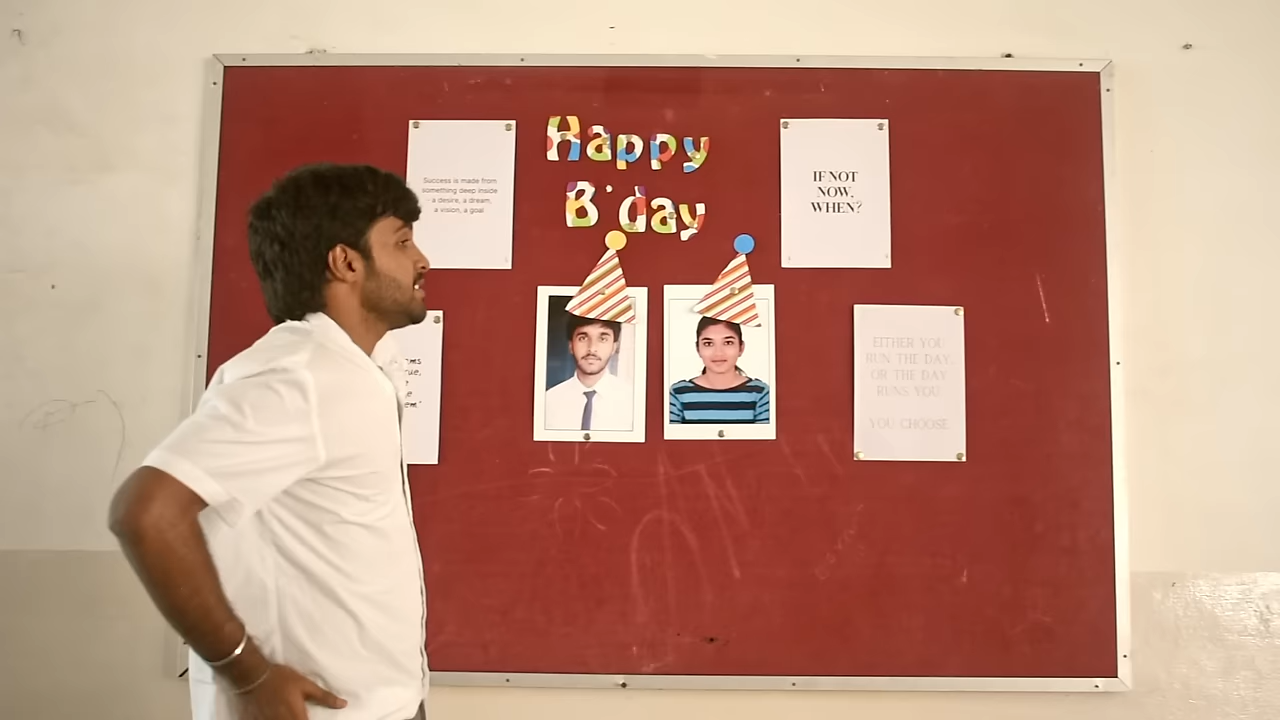 Happy
B'day
Success is made from
something deep inside
- a desire, a dream,
a vision, a goal
IF NOT
NOW,
WHEN?
EITHER YOU
RUN THE DAY,
OR THE DAY
RUNS YOU.
YOU CHOOSE.